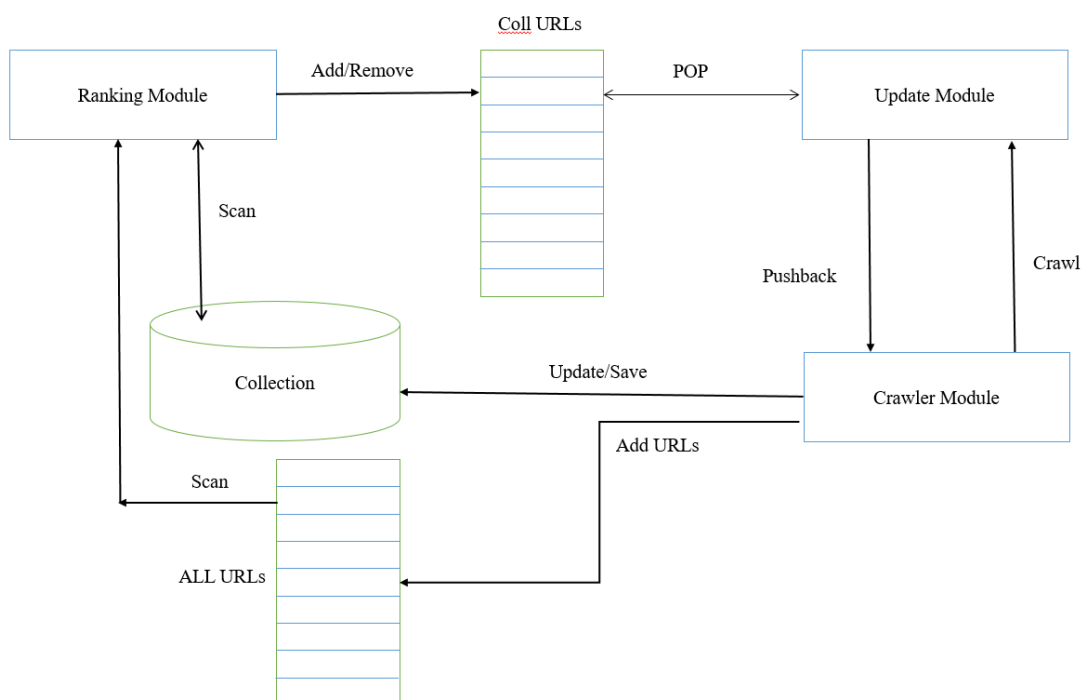 Coll URLs
Add/Remove
POP
Ranking Module
Update Module
Scan
Crawl
Pushback
Update/Save
Collection
Crawler Module
Add URLs
Scan
ALL URLs